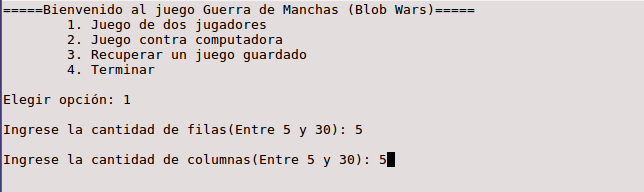 =====Bienvenido al juego Guerra de Manchas (Blob Wars)=====
1. Juego de dos jugadores
2. Juego contra computadora
3. Recuperar un juego guardado
4. Terminar
Elegir opción: 1
Ingrese la cantidad de filas(Entre 5 y 30): 5
Ingrese la cantidad de columnas(Entre 5 y 30): 5